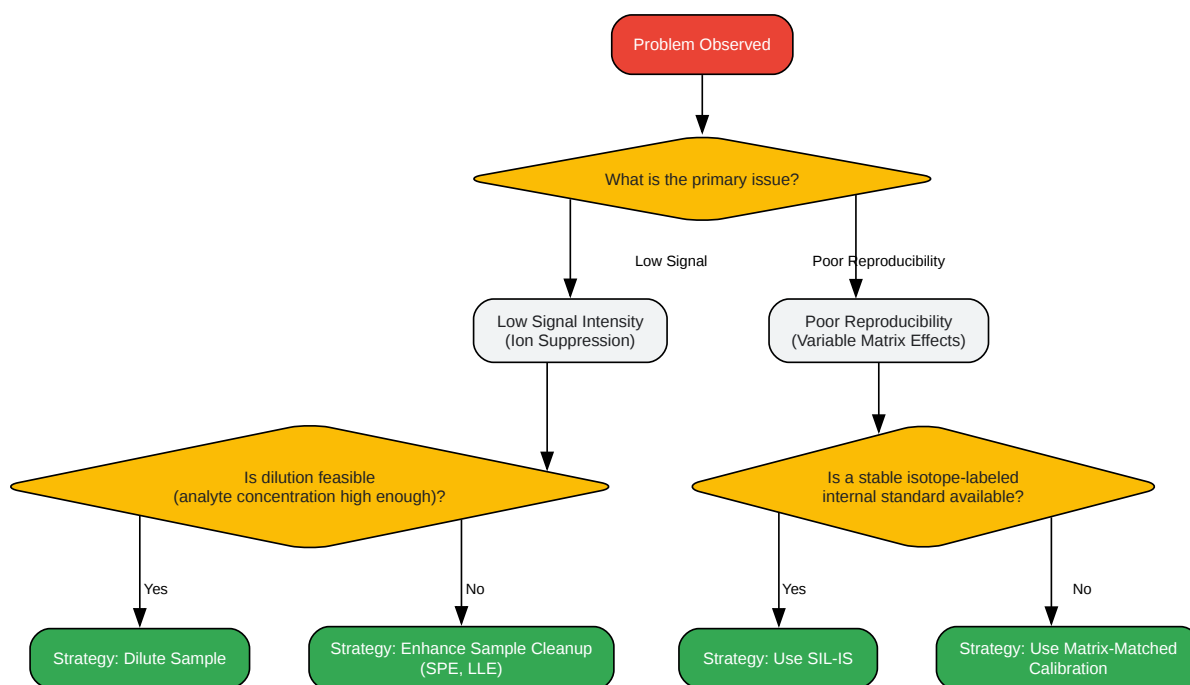 Problem Observed
What is the primary issue?
Low Signal
Poor Reproducibility
Low Signal Intensity
(Ion Suppression)
Poor Reproducibility
(Variable Matrix Effects)
Is dilution feasible
(analyte concentration high enough)?
Is a stable isotope-labeled
internal standard available?
Yes
No
Yes
No
Strategy: Dilute Sample
Strategy: Enhance Sample Cleanup
(SPE, LLE)
Strategy: Use SIL-IS
Strategy: Use Matrix-Matched
Calibration